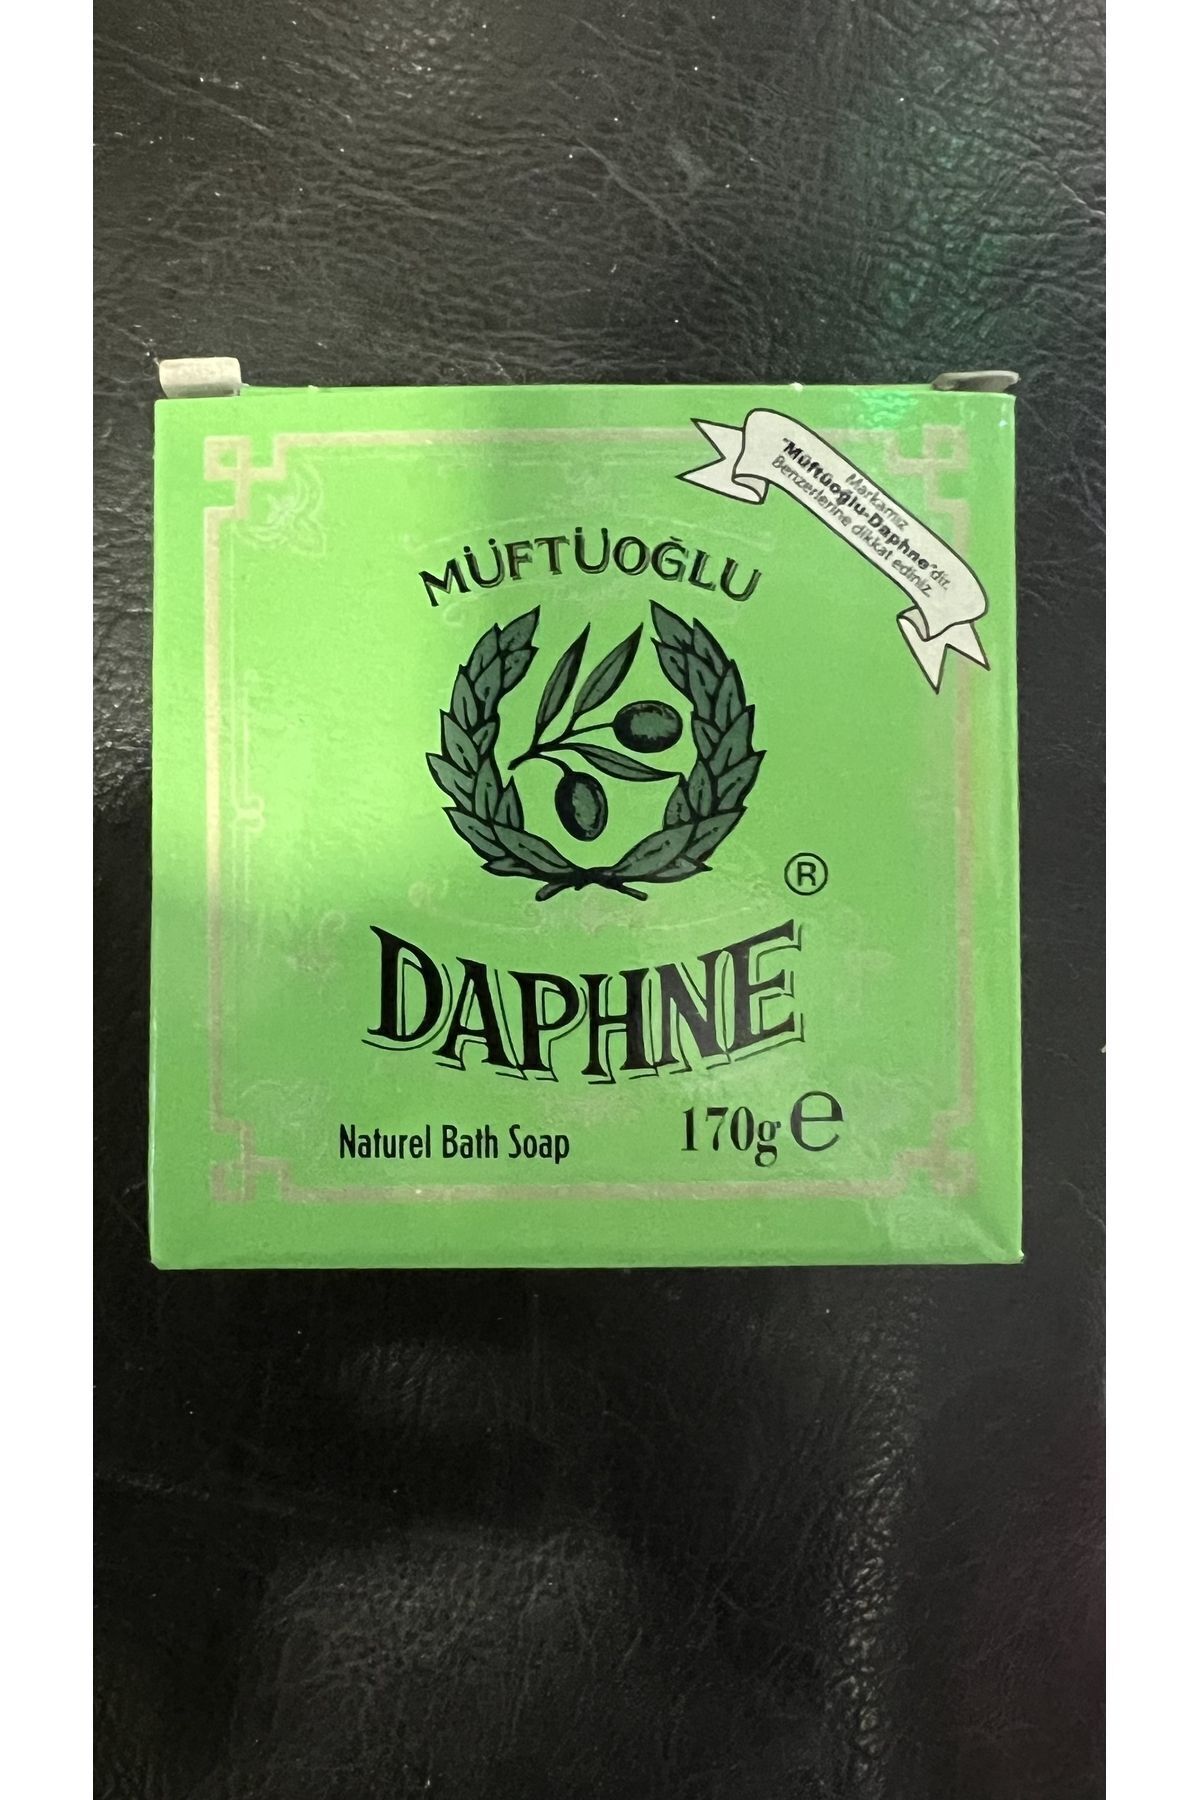 Markamız
"Müftüoğlu-Daphne"dir.
Benzerlerine dikkat ediniz.
MÜFTÜOĞLU
®
DAPHNE
Naturel Bath Soap
170g e